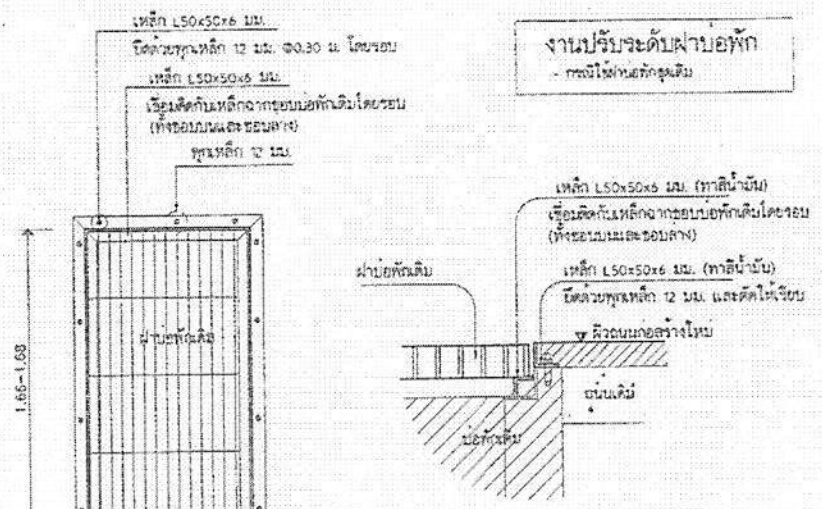 เหล็ก L50x50x6 มม.
ยึดด้วยพุกเหล็ก 12 มม. @0.30 ม. โดยรอบ
เหล็ก L50x50x6 มม.
เชื่อมติดกับเหล็กฉากขอบบ่อพักเดิมโดยรอบ
(ทั้งขอบบนและขอบล่าง)
พุกเหล็ก 12 มม.
งานปรับระดับฝาบ่อพัก
- กรณีใช้ฝาบ่อพักชุดเดิม
เหล็ก L50x50x6 มม. (ทาสีน้ำมัน)
เชื่อมติดกับเหล็กฉากขอบบ่อพักเดิมโดยรอบ
(ทั้งขอบบนและขอบล่าง)
ฝาบ่อพักเดิม
เหล็ก L50x50x6 มม. (ทาสีน้ำมัน)
ยึดด้วยพุกเหล็ก 12 มม. และตัดให้เรียบ
ผิวถนนก่อสร้างใหม่
ฝาบ่อพักเดิม
1.66-1.68
ถนนเดิม
บ่อพักเดิม